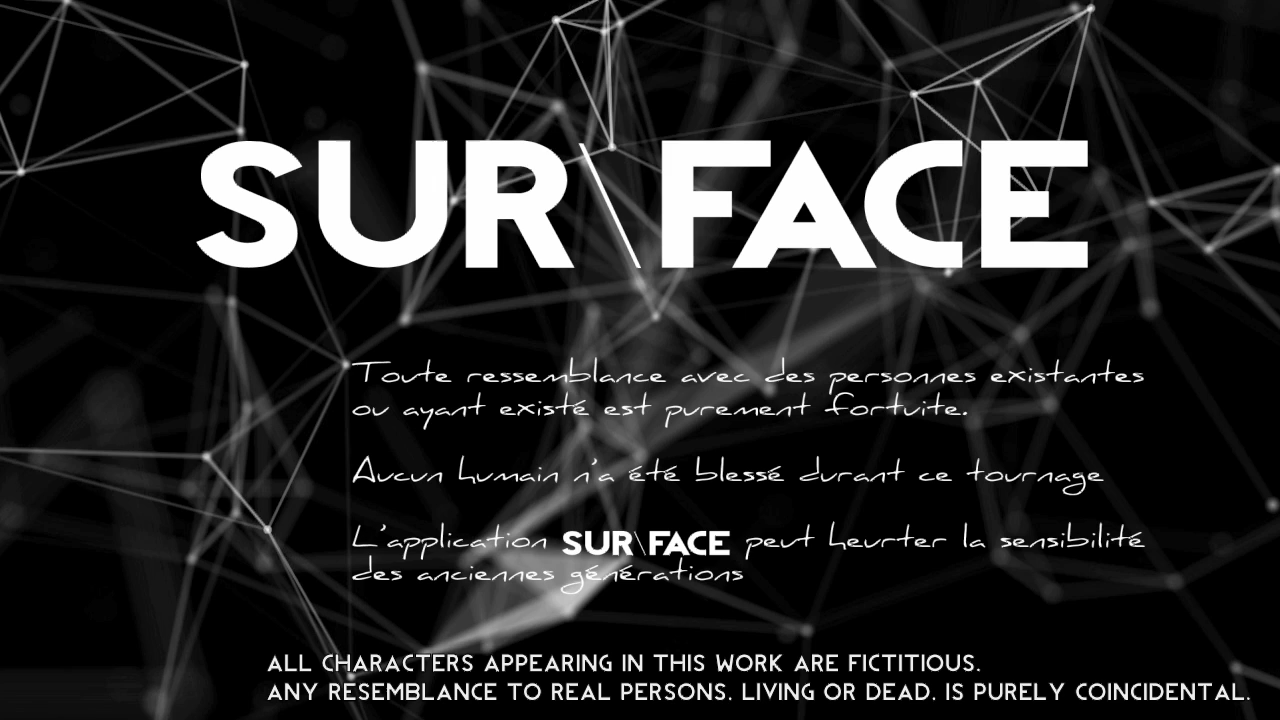 SUR\FACE
Toute ressemblance avec des personnes existantes
ou ayant existé est purement fortuite.
Aucun humain n'a été blessé durant ce tournage
L'application SUR\FACE peut heurter la sensibilité
des anciennes générations
ALL CHARACTERS APPEARING IN THIS WORK ARE FICTITIOUS.
ANY RESEMBLANCE TO REAL PERSONS. LIVING OR DEAD. IS PURELY COINCIDENTAL.